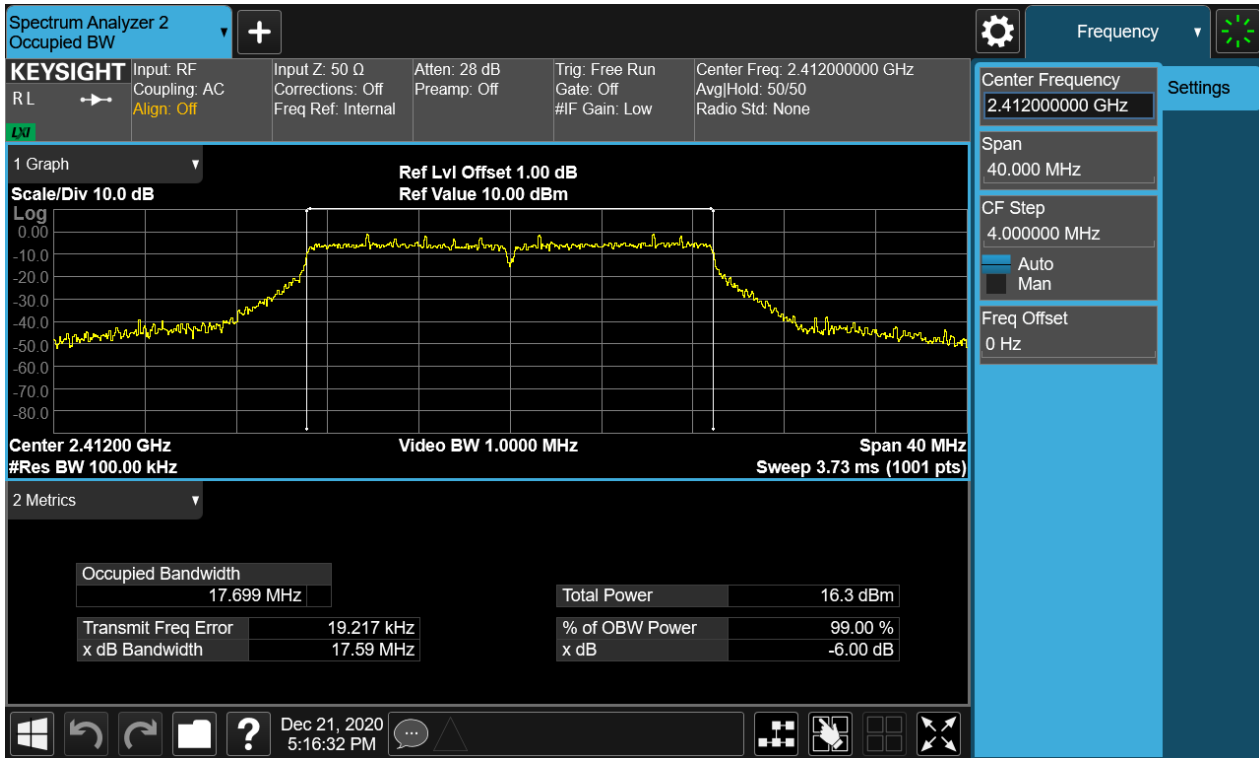 Spectrum Analyzer 2
Occupied BW
Frequency
KEYSIGHT
R L
LXI
Input: RF
Coupling: AC
Align: Off
Input Z: 50 Ω
Corrections: Off
Freq Ref: Internal
Atten: 28 dB
Preamp: Off
Trig: Free Run
Gate: Off
#IF Gain: Low
Center Freq: 2.412000000 GHz
Avg|Hold: 50/50
Radio Std: None
Center Frequency
2.412000000 GHz
Settings
Span
40.000 MHz
CF Step
4.000000 MHz
Auto
Man
Freq Offset
0 Hz
1 Graph
Scale/Div 10.0 dB
Ref Lvl Offset 1.00 dB
Ref Value 10.00 dBm
Log
0.00
-10.0
-20.0
-30.0
-40.0
-50.0
-60.0
-70.0
-80.0
Center 2.41200 GHz
Video BW 1.0000 MHz
Span 40 MHz
#Res BW 100.00 kHz
Sweep 3.73 ms (1001 pts)
2 Metrics
Occupied Bandwidth
17.699 MHz
Total Power 16.3 dBm
Transmit Freq Error 19.217 kHz
% of OBW Power 99.00 %
x dB Bandwidth 17.59 MHz
x dB -6.00 dB
?
Dec 21, 2020
5:16:32 PM